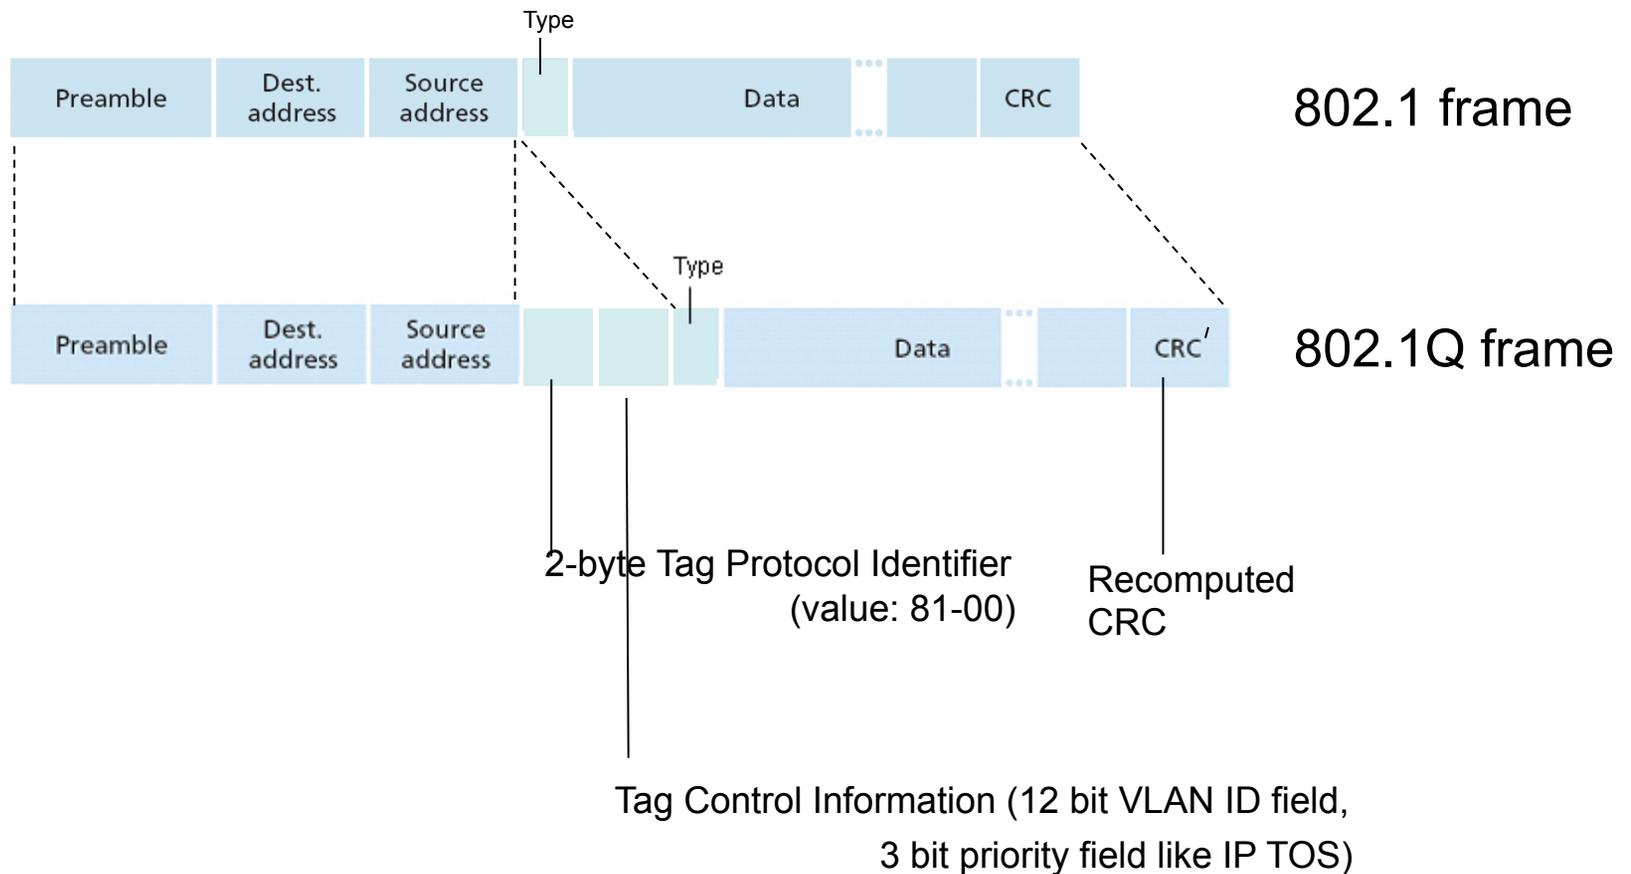 Type
Preamble
Dest.
address
Source
address
Data
CRC
802.1 frame
Type
Preamble
Dest.
address
Source
address
Data
CRC′
802.1Q frame
2-byte Tag Protocol Identifier
(value: 81-00)
Recomputed
CRC
Tag Control Information (12 bit VLAN ID field,
3 bit priority field like IP TOS)